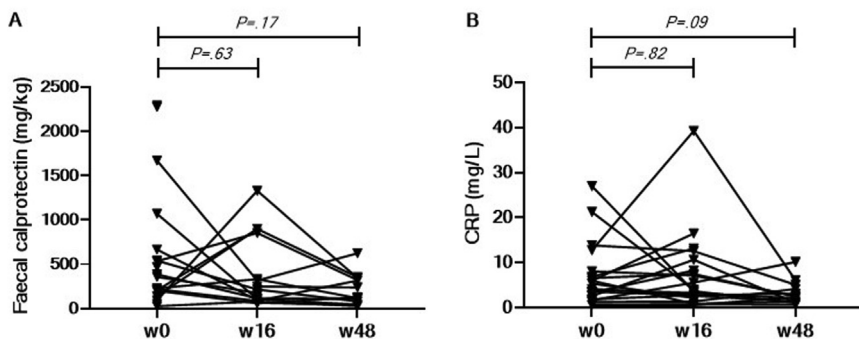 A
P=.17
P=.63
Faecal calprotectin (mg/kg)
2500
2000
1500
1000
500
0
w0 w16 w48
B
P=.09
P=.82
CRP (mg/L)
50
40
30
20
10
0
w0 w16 w48